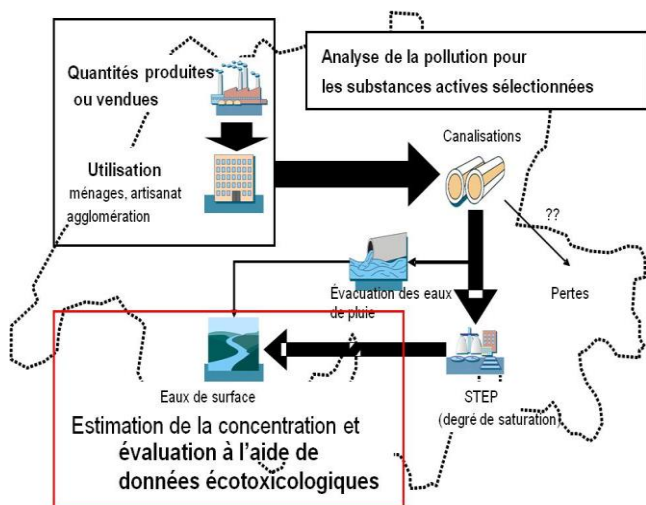 Quantités produites
ou vendues
Analyse de la pollution pour
les substances actives sélectionnées
Utilisation
ménages, artisanat
agglomération
Canalisations
??
Pertes
Évacuation des eaux
de pluie
Eaux de surface
STEP
(degré de saturation)
Estimation de la concentration et
évaluation à l'aide de
données écotoxicologiques